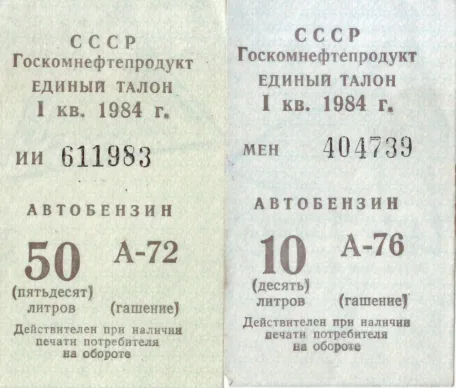 СССР
Госкомнефтепродукт
ЕДИНЫЙ ТАЛОН
I кв. 1984 г.
ИИ 611983
АВТОБЕНЗИН
50 А-72
(пятьдесят)
литров (гашение)
Действителен при наличии
печати потребителя
на обороте
СССР
Госкомнефтепродукт
ЕДИНЫЙ ТАЛОН
I кв. 1984 г.
МЕН 404739
АВТОБЕНЗИН
10 А-76
(десять)
литров (гашение)
Действителен при наличии
печати потребителя
на обороте